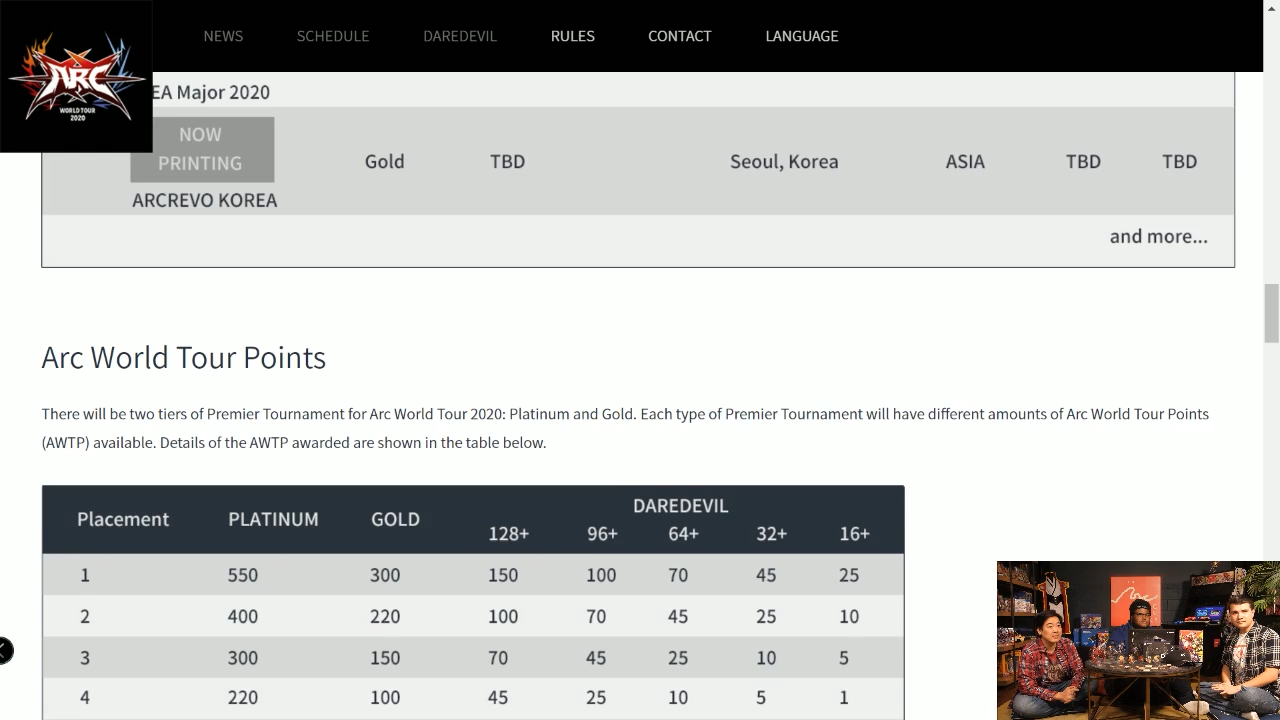 NEWS SCHEDULE DAREDEVIL RULES CONTACT LANGUAGE
ARC
WORLD TOUR
2020
EA Major 2020
NOW
PRINTING
Gold TBD Seoul, Korea ASIA TBD TBD
ARCREVO KOREA
and more...
Arc World Tour Points
There will be two tiers of Premier Tournament for Arc World Tour 2020: Platinum and Gold. Each type of Premier Tournament will have different amounts of Arc World Tour Points
(AWTP) available. Details of the AWTP awarded are shown in the table below.
Placement PLATINUM GOLD DAREDEVIL
128+ 96+ 64+ 32+ 16+
1 550 300 150 100 70 45 25
2 400 220 100 70 45 25 10
3 300 150 70 45 25 10 5
4 220 100 45 25 10 5 1